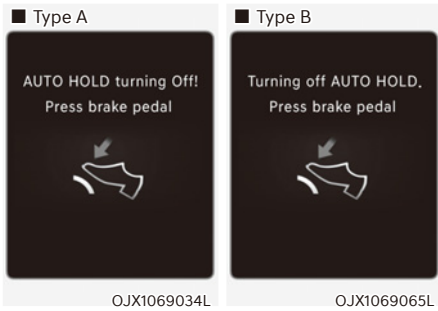 ■ Type A
AUTO HOLD turning Off!
Press brake pedal
OJX1069034L
■ Type B
Turning off AUTO HOLD.
Press brake pedal
OJX1069065L